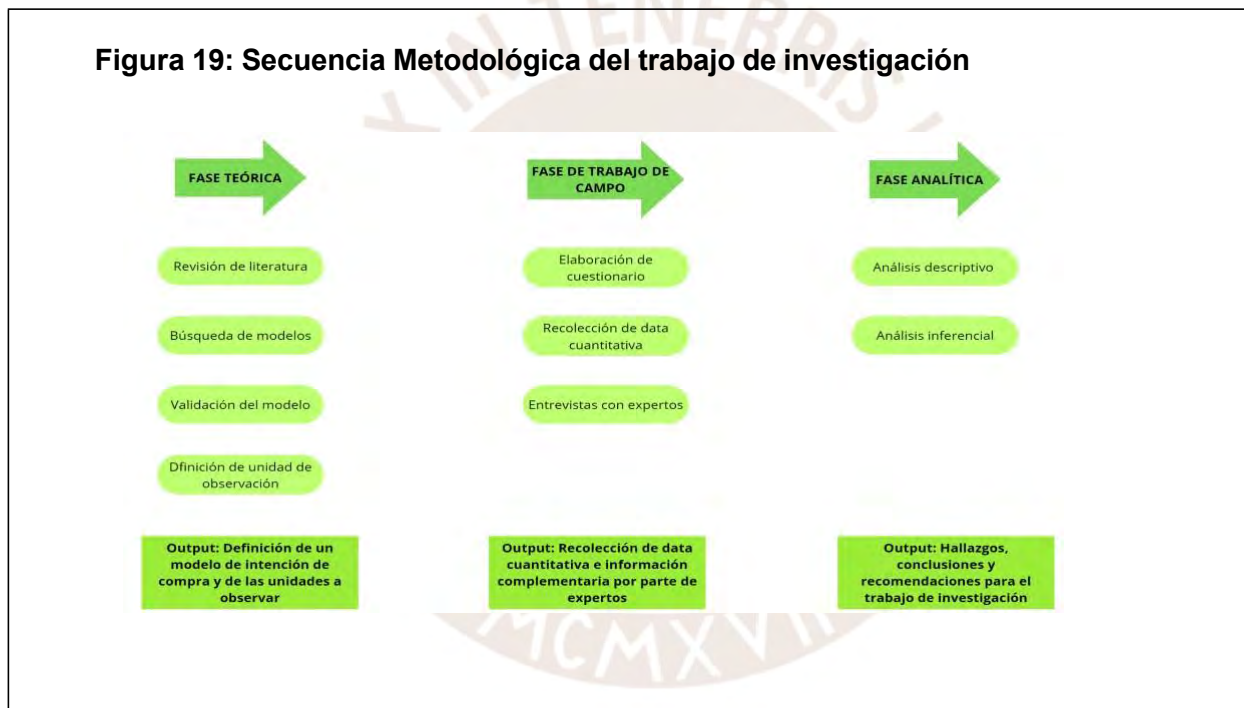 Figura 19: Secuencia Metodológica del trabajo de investigación
FASE TEÓRICA
Revisión de literatura
Búsqueda de modelos
Validación del modelo
Dfinición de unidad de
observación
Output: Definición de un
modelo de intención de
compra y de las unidades a
observar
FASE DE TRABAJO DE
CAMPO
Elaboración de
cuestionario
Recolección de data
cuantitativa
Entrevistas con expertos
Output: Recolección de data
cuantitativa e información
complementaria por parte de
expertos
FASE ANALÍTICA
Análisis descriptivo
Análisis inferencial
Output: Hallazgos,
conclusiones y
recomendaciones para el
trabajo de investigación
TENEBRIS